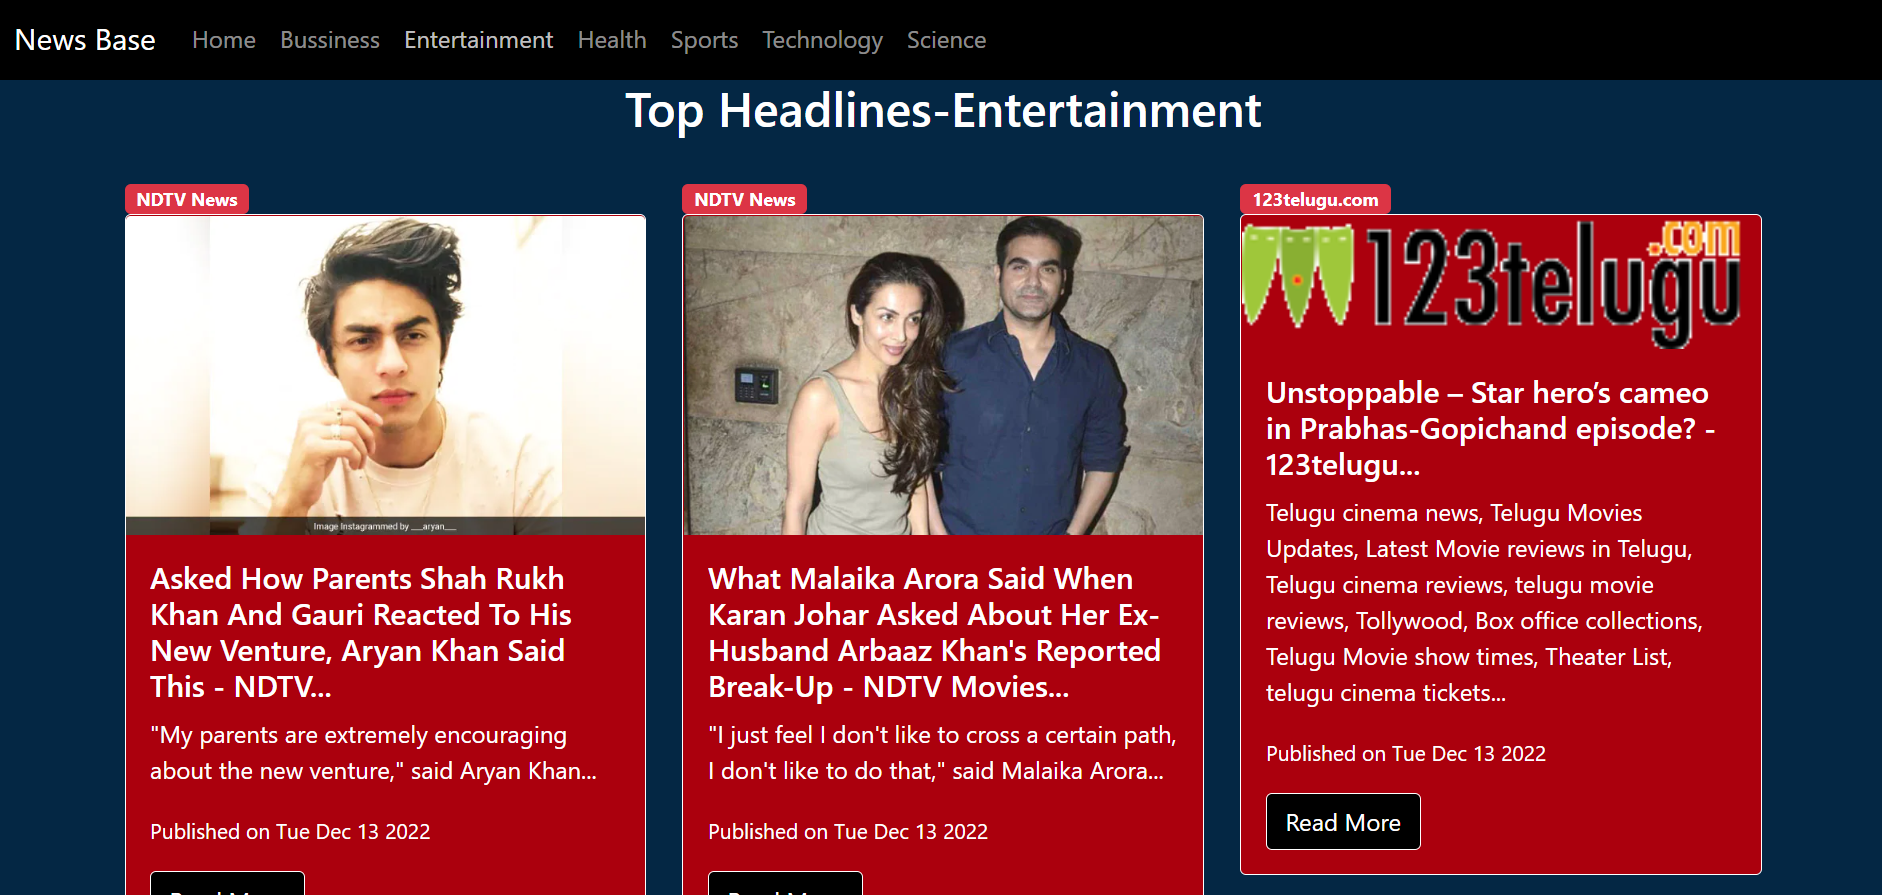 News Base Home Bussiness Entertainment Health Sports Technology Science
Top Headlines-Entertainment
NDTV News
Image Instagrammed by ___aryan___
Asked How Parents Shah Rukh
Khan And Gauri Reacted To His
New Venture, Aryan Khan Said
This - NDTV...
"My parents are extremely encouraging
about the new venture," said Aryan Khan...
Published on Tue Dec 13 2022
NDTV News
What Malaika Arora Said When
Karan Johar Asked About Her Ex-
Husband Arbaaz Khan's Reported
Break-Up - NDTV Movies...
"I just feel I don't like to cross a certain path,
I don't like to do that," said Malaika Arora...
Published on Tue Dec 13 2022
123telugu.com
123telugu.com
Unstoppable – Star hero’s cameo
in Prabhas-Gopichand episode? -
123telugu...
Telugu cinema news, Telugu Movies
Updates, Latest Movie reviews in Telugu,
Telugu cinema reviews, telugu movie
reviews, Tollywood, Box office collections,
Telugu Movie show times, Theater List,
telugu cinema tickets...
Published on Tue Dec 13 2022
Read More